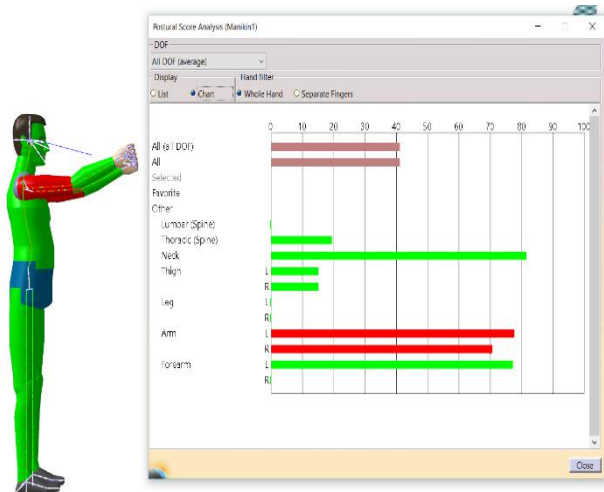 Postural Score Analysis (Manikin1)
DOF
All DOF (average)
Display
Hand filter
List
Chart
Whole Hand
Separate Fingers
0 10 20 30 40 50 60 70 80 90 100
All (all DOF)
All
Selected
Favorite
Other
Lumbar (Spine)
Thoracic (Spine)
Neck
Thigh L
R
Leg L
R
Arm L
R
Forearm L
R
Close